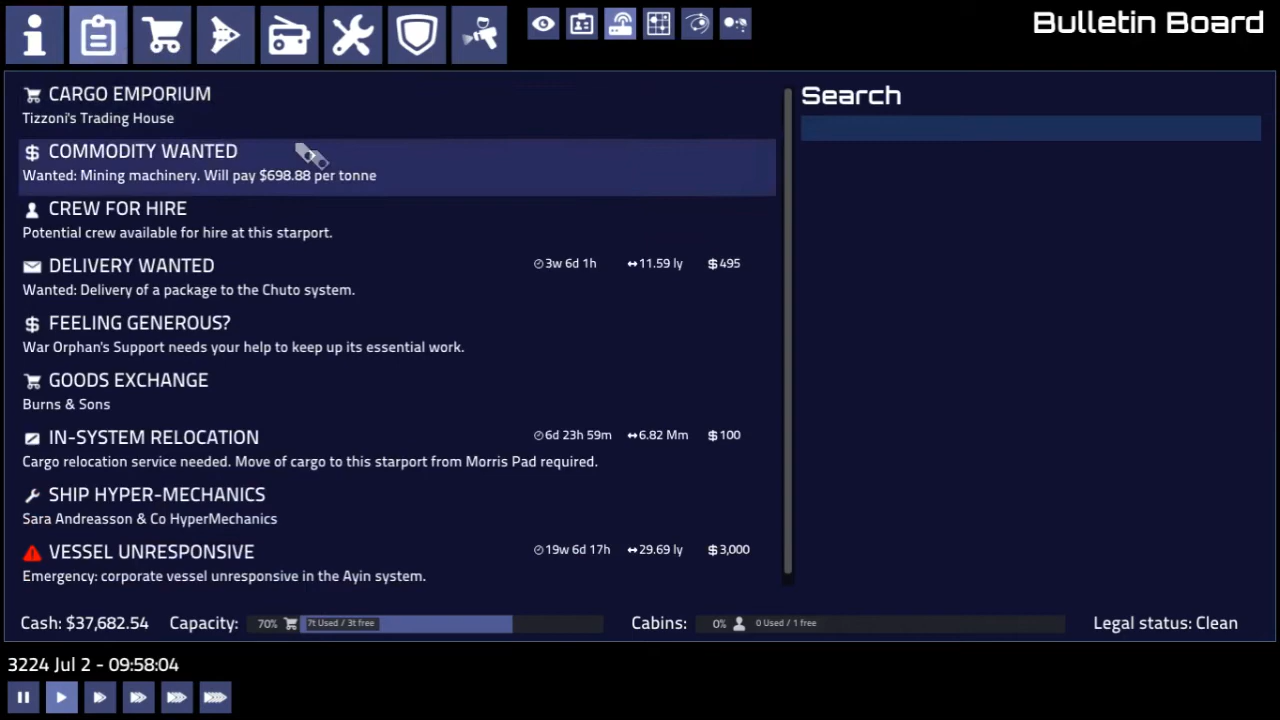 Bulletin Board
CARGO EMPORIUM
Tizzoni's Trading House
Search
COMMODITY WANTED
Wanted: Mining machinery. Will pay $698.88 per tonne
CREW FOR HIRE
Potential crew available for hire at this starport.
DELIVERY WANTED 3w 6d 1h 11.59 ly $495
Wanted: Delivery of a package to the Chuto system.
FEELING GENEROUS?
War Orphan's Support needs your help to keep up its essential work.
GOODS EXCHANGE
Burns & Sons
IN-SYSTEM RELOCATION 6d 23h 59m 6.82 Mm $100
Cargo relocation service needed. Move of cargo to this starport from Morris Pad required.
SHIP HYPER-MECHANICS
Sara Andreasson & Co HyperMechanics
VESSEL UNRESPONSIVE 19w 6d 17h 29.69 ly $3,000
Emergency: corporate vessel unresponsive in the Ayin system.
Cash: $37,682.54 Capacity: 70% 7t Used / 3t free Cabins: 0% 0 Used / 1 free Legal status: Clean
3224 Jul 2 - 09:58:04